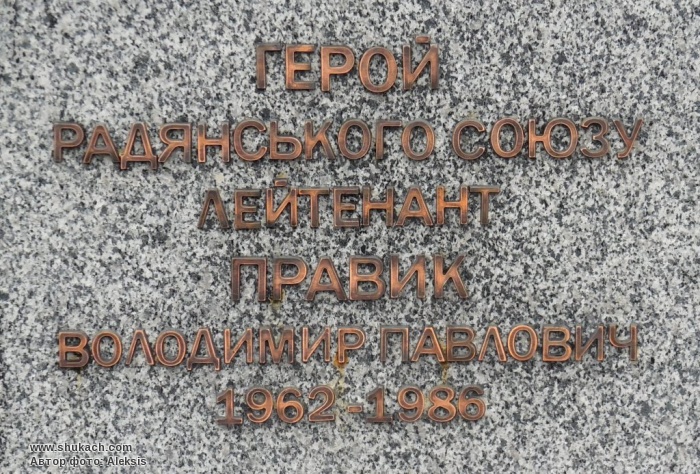 ГЕРОЙ
РАДЯНСЬКОГО СОЮЗУ
ЛЕЙТЕНАНТ
ПРАВИК
ВОЛОДИМИР ПАВЛОВИЧ
1962 - 1986
www.shukach.com
Автор фото: Aleksis